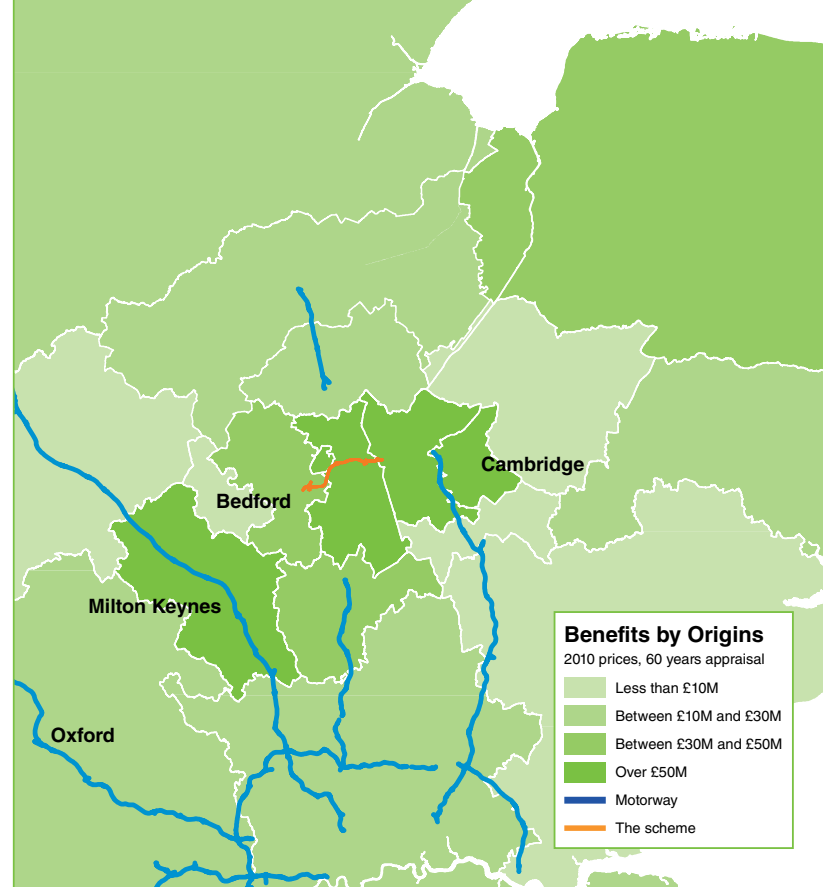 Cambridge
Bedford
Milton Keynes
Oxford
Benefits by Origins
2010 prices, 60 years appraisal
Less than £10M
Between £10M and £30M
Between £30M and £50M
Over £50M
Motorway
The scheme